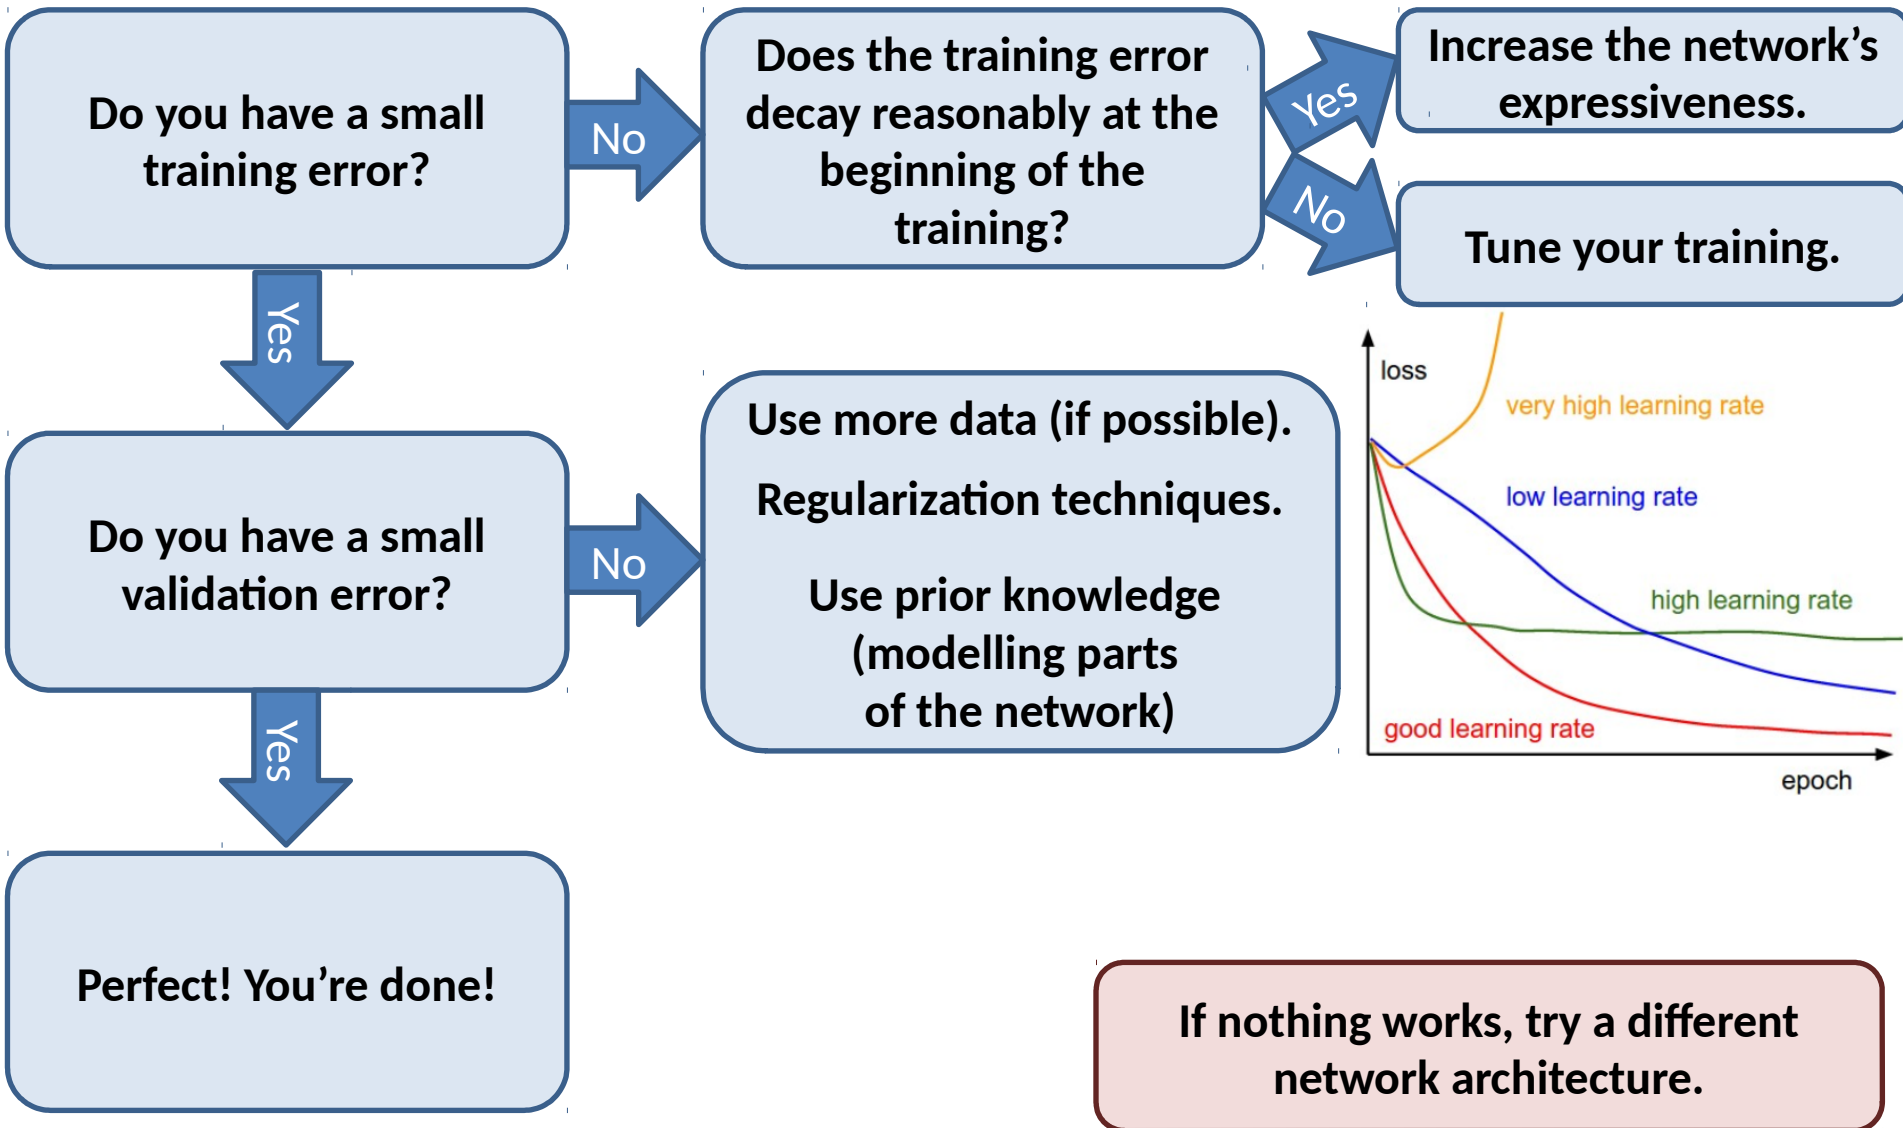 Do you have a small
training error?
No
Does the training error
decay reasonably at the
beginning of the
training?
Yes
Increase the network’s
expressiveness.
No
Tune your training.
Yes
Do you have a small
validation error?
No
Use more data (if possible).
Regularization techniques.
Use prior knowledge
(modelling parts
of the network)
loss
very high learning rate
low learning rate
high learning rate
good learning rate
epoch
Yes
Perfect! You’re done!
If nothing works, try a different
network architecture.